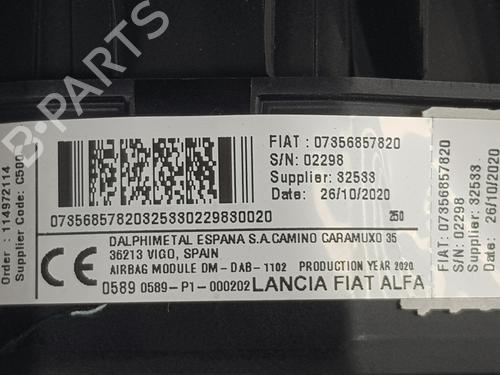 Order : 114972114
Supplier Code: C500
FIAT : 07356857820
S/N: 02298
Supplier: 32533
Date: 26/10/2020
07356857820325330229830020
250
DALPHIMETAL ESPANA S.A.CAMINO CARAMUXO 35
36213 VIGO, SPAIN
AIRBAG MODULE DM-DAB-1102 PRODUCTION YEAR 2020
CE 0589 0589-P1-000202 LANCIA FIAT ALFA
FIAT: 07356857820
S/N: 02298
Supplier: 32533
Date: 26/10/2020
B-PARTS